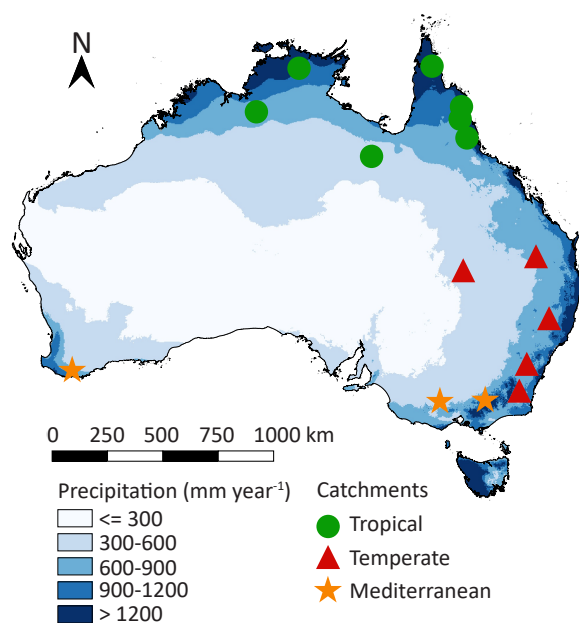 N
0 250 500 750 1000 km
Precipitation (mm year⁻¹)
<= 300
300-600
600-900
900-1200
> 1200
Catchments
Tropical
Temperate
Mediterranean